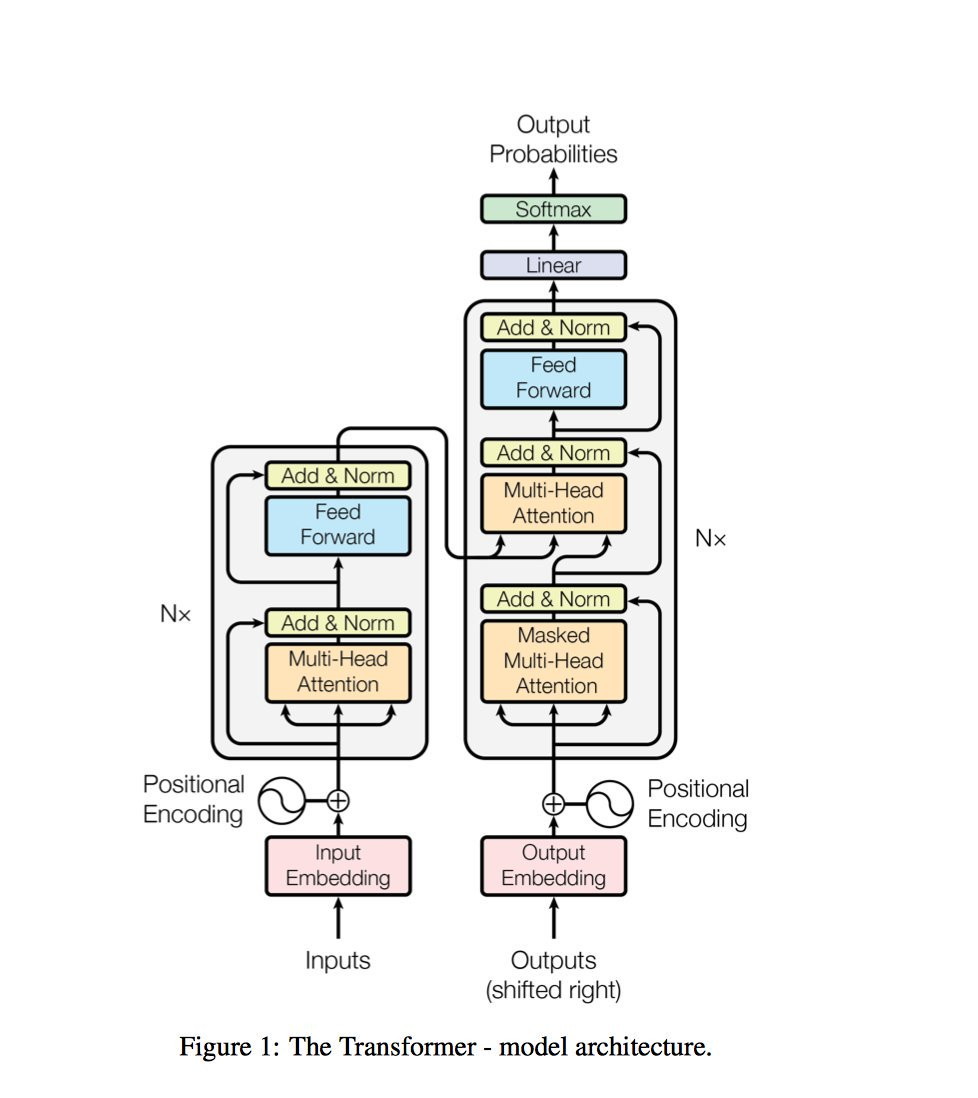 Output
Probabilities
Softmax
Linear
Add & Norm
Feed
Forward
Add & Norm
Multi-Head
Attention
Nx
Add & Norm
Masked
Multi-Head
Attention
Add & Norm
Feed
Forward
Nx
Add & Norm
Multi-Head
Attention
Positional
Encoding
Positional
Encoding
Input
Embedding
Output
Embedding
Inputs
Outputs
(shifted right)
Figure 1: The Transformer - model architecture.